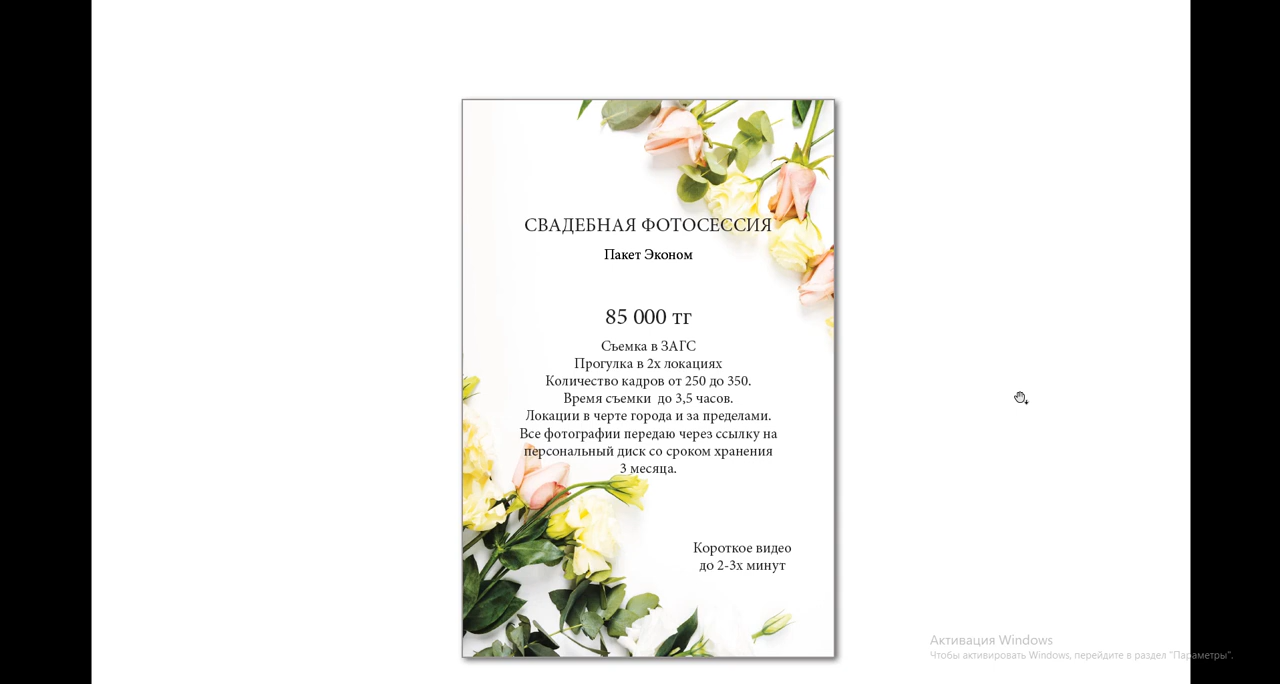 СВАДЕБНАЯ ФОТОСЕССИЯ
Пакет Эконом
85 000 тг
Съемка в ЗАГС
Прогулка в 2х локациях
Количество кадров от 250 до 350.
Время съемки  до 3,5 часов.
Локации в черте города и за пределами.
Все фотографии передаю через ссылку на
персональный диск со сроком хранения
3 месяца.
Короткое видео
до 2-3х минут
Активация Windows
Чтобы активировать Windows, перейдите в раздел "Параметры".